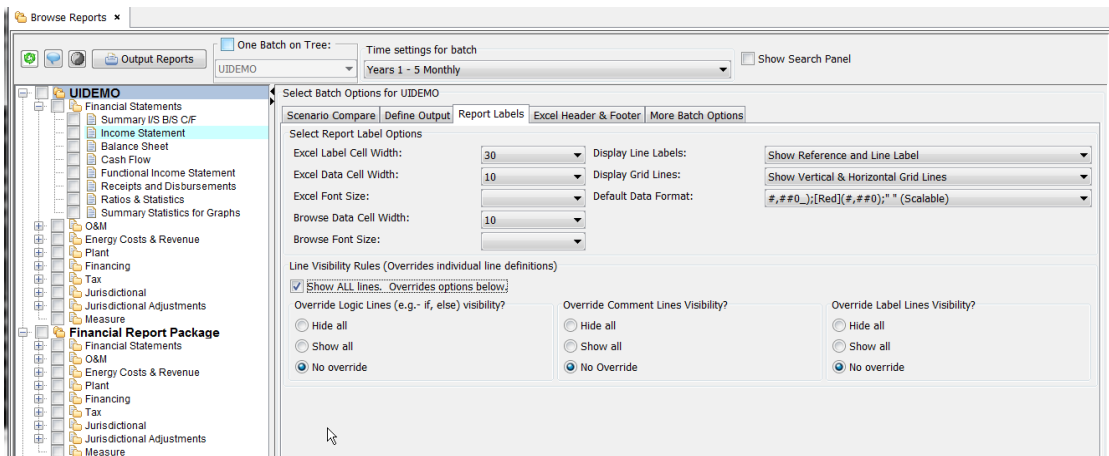 Browse Reports ×
Output Reports
One Batch on Tree:
UIDEMO
Time settings for batch
Years 1 - 5 Monthly
Show Search Panel
UIDEMO
Financial Statements
Summary I/S B/S C/F
Income Statement
Balance Sheet
Cash Flow
Functional Income Statement
Receipts and Disbursements
Ratios & Statistics
Summary Statistics for Graphs
O&M
Energy Costs & Revenue
Plant
Financing
Tax
Jurisdictional
Jurisdictional Adjustments
Measure
Financial Report Package
Financial Statements
O&M
Energy Costs & Revenue
Plant
Financing
Tax
Jurisdictional
Jurisdictional Adjustments
Measure
Select Batch Options for UIDEMO
Scenario Compare Define Output Report Labels Excel Header & Footer More Batch Options
Select Report Label Options
Excel Label Cell Width: 30 Display Line Labels: Show Reference and Line Label
Excel Data Cell Width: 10 Display Grid Lines: Show Vertical & Horizontal Grid Lines
Excel Font Size: Default Data Format: #,##0_);[Red](#,##0);" " (Scalable)
Browse Data Cell Width: 10
Browse Font Size:
Line Visibility Rules (Overrides individual line definitions)
Show ALL lines. Overrides options below.
Override Logic Lines (e.g.- if, else) visibility? Override Comment Lines Visibility? Override Label Lines Visibility?
Hide all Hide all Hide all
Show all Show all Show all
No override No Override No override